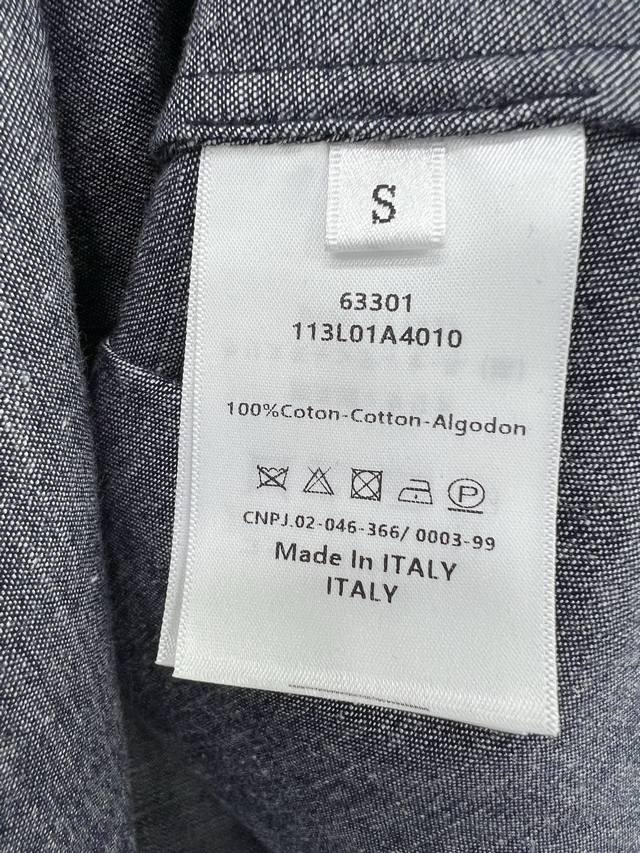 S
63301
113L01A4010
100%Coton-Cotton-Algodon
P
CNPJ.02-046-366/ 0003-99
Made In ITALY
ITALY